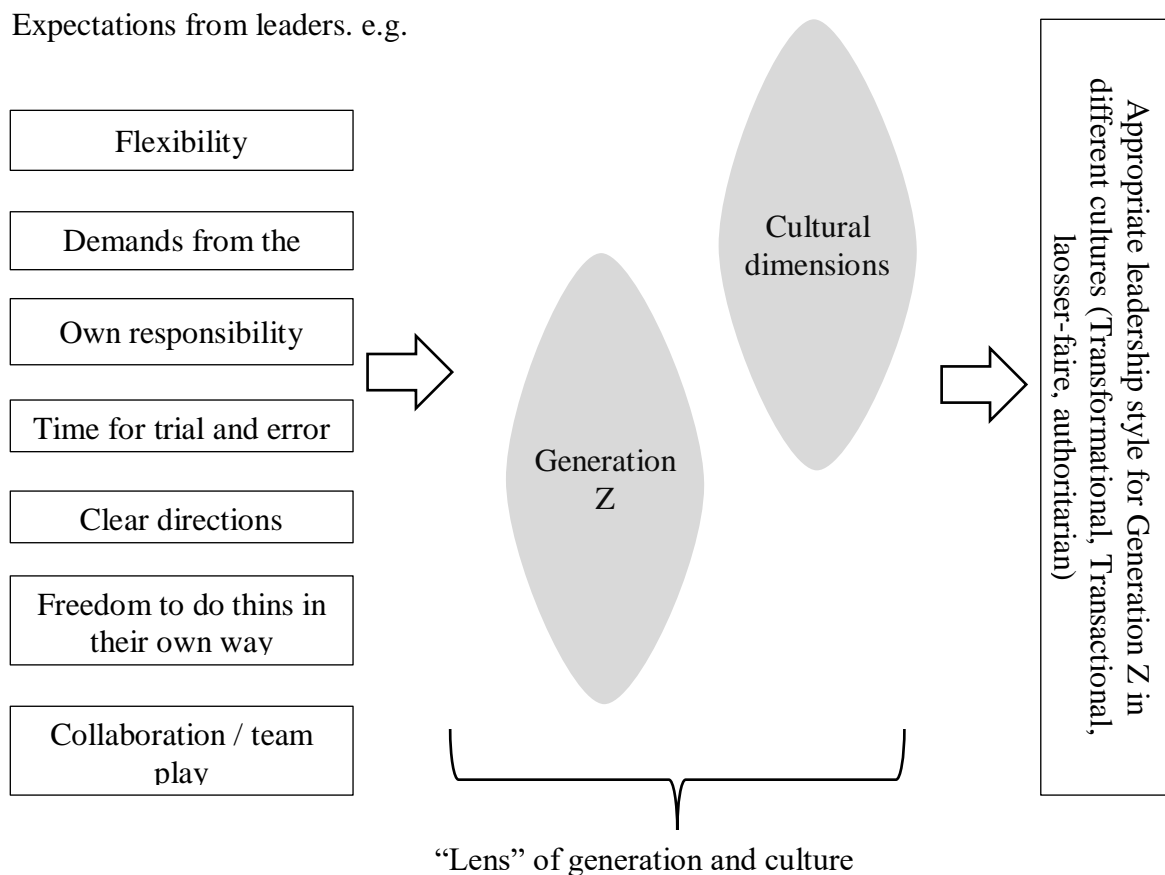 Expectations from leaders. e.g.
Flexibility
Demands from the
Own responsibility
Time for trial and error
Clear directions
Freedom to do thins in
their own way
Collaboration / team
play
Generation
Z
Cultural
dimensions
“Lens” of generation and culture
Appropriate leadership style for Generation Z in
different cultures (Transformational, Transactional,
laosser-faire, authoritarian)